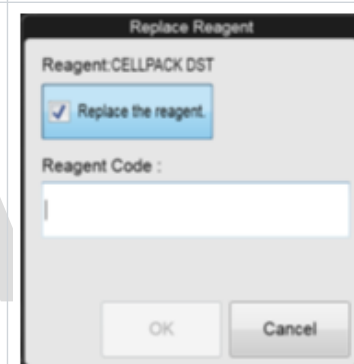 Replace Reagent
Reagent:CELLPACK DST
Replace the reagent.
Reagent Code :
OK
Cancel